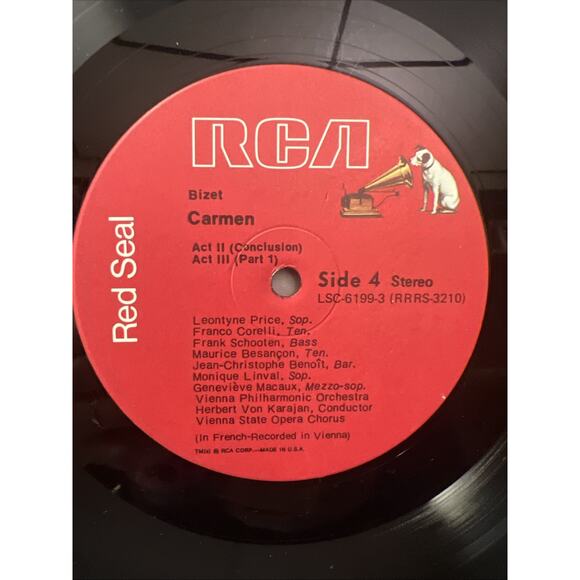 RCA
Bizet
Carmen
Act II (Conclusion)
Act III (Part 1)
Side 4 Stereo
LSC-6199-3 (RRRS-3210)
Red Seal
Leontyne Price, Sop.
Franco Corelli, Ten.
Frank Schooten, Bass
Maurice Besançon, Ten.
Jean-Christophe Benoît, Bar.
Monique Linval, Sop.
Geneviève Macaux, Mezzo-sop.
Vienna Philharmonic Orchestra
Herbert Von Karajan, Conductor
Vienna State Opera Chorus
(In French-Recorded in Vienna)
TM(s) ® RCA CORP.—MADE IN U.S.A.